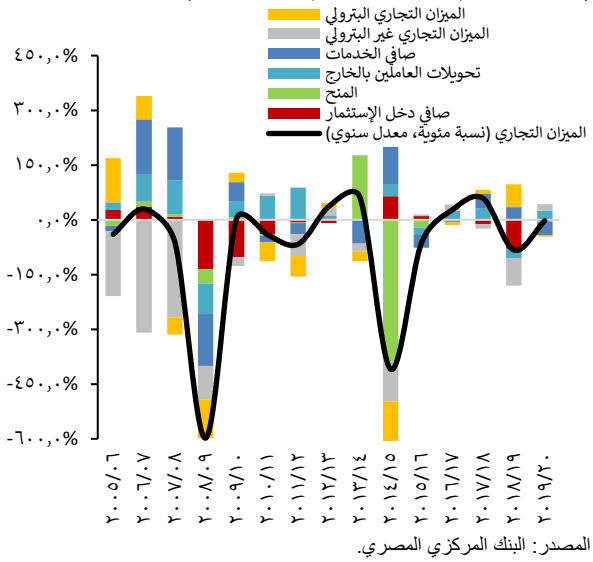 الميزان التجاري البترولي
الميزان التجاري غير البترولي
صافي الخدمات
تحويلات العاملين بالخارج
المنح
صافي دخل الإستثمار
الميزان التجاري (نسبة مئوية، معدل سنوي)
٤٥٠,٠%
٣٠٠,٠%
١٥٠,٠%
٠,٠%
-١٥٠,٠%
-٣٠٠,٠%
-٤٥٠,٠%
-٦٠٠,٠%
٢٠٠٥/٠٦
٢٠٠٦/٠٧
٢٠٠٧/٠٨
٢٠٠٨/٠٩
٢٠٠٩/١٠
٢٠١٠/١١
٢٠١١/١٢
٢٠١٢/١٣
٢٠١٣/١٤
٢٠١٤/١٥
٢٠١٥/١٦
٢٠١٦/١٧
٢٠١٧/١٨
٢٠١٨/١٩
٢٠١٩/٢٠
المصدر: البنك المركزي المصري.